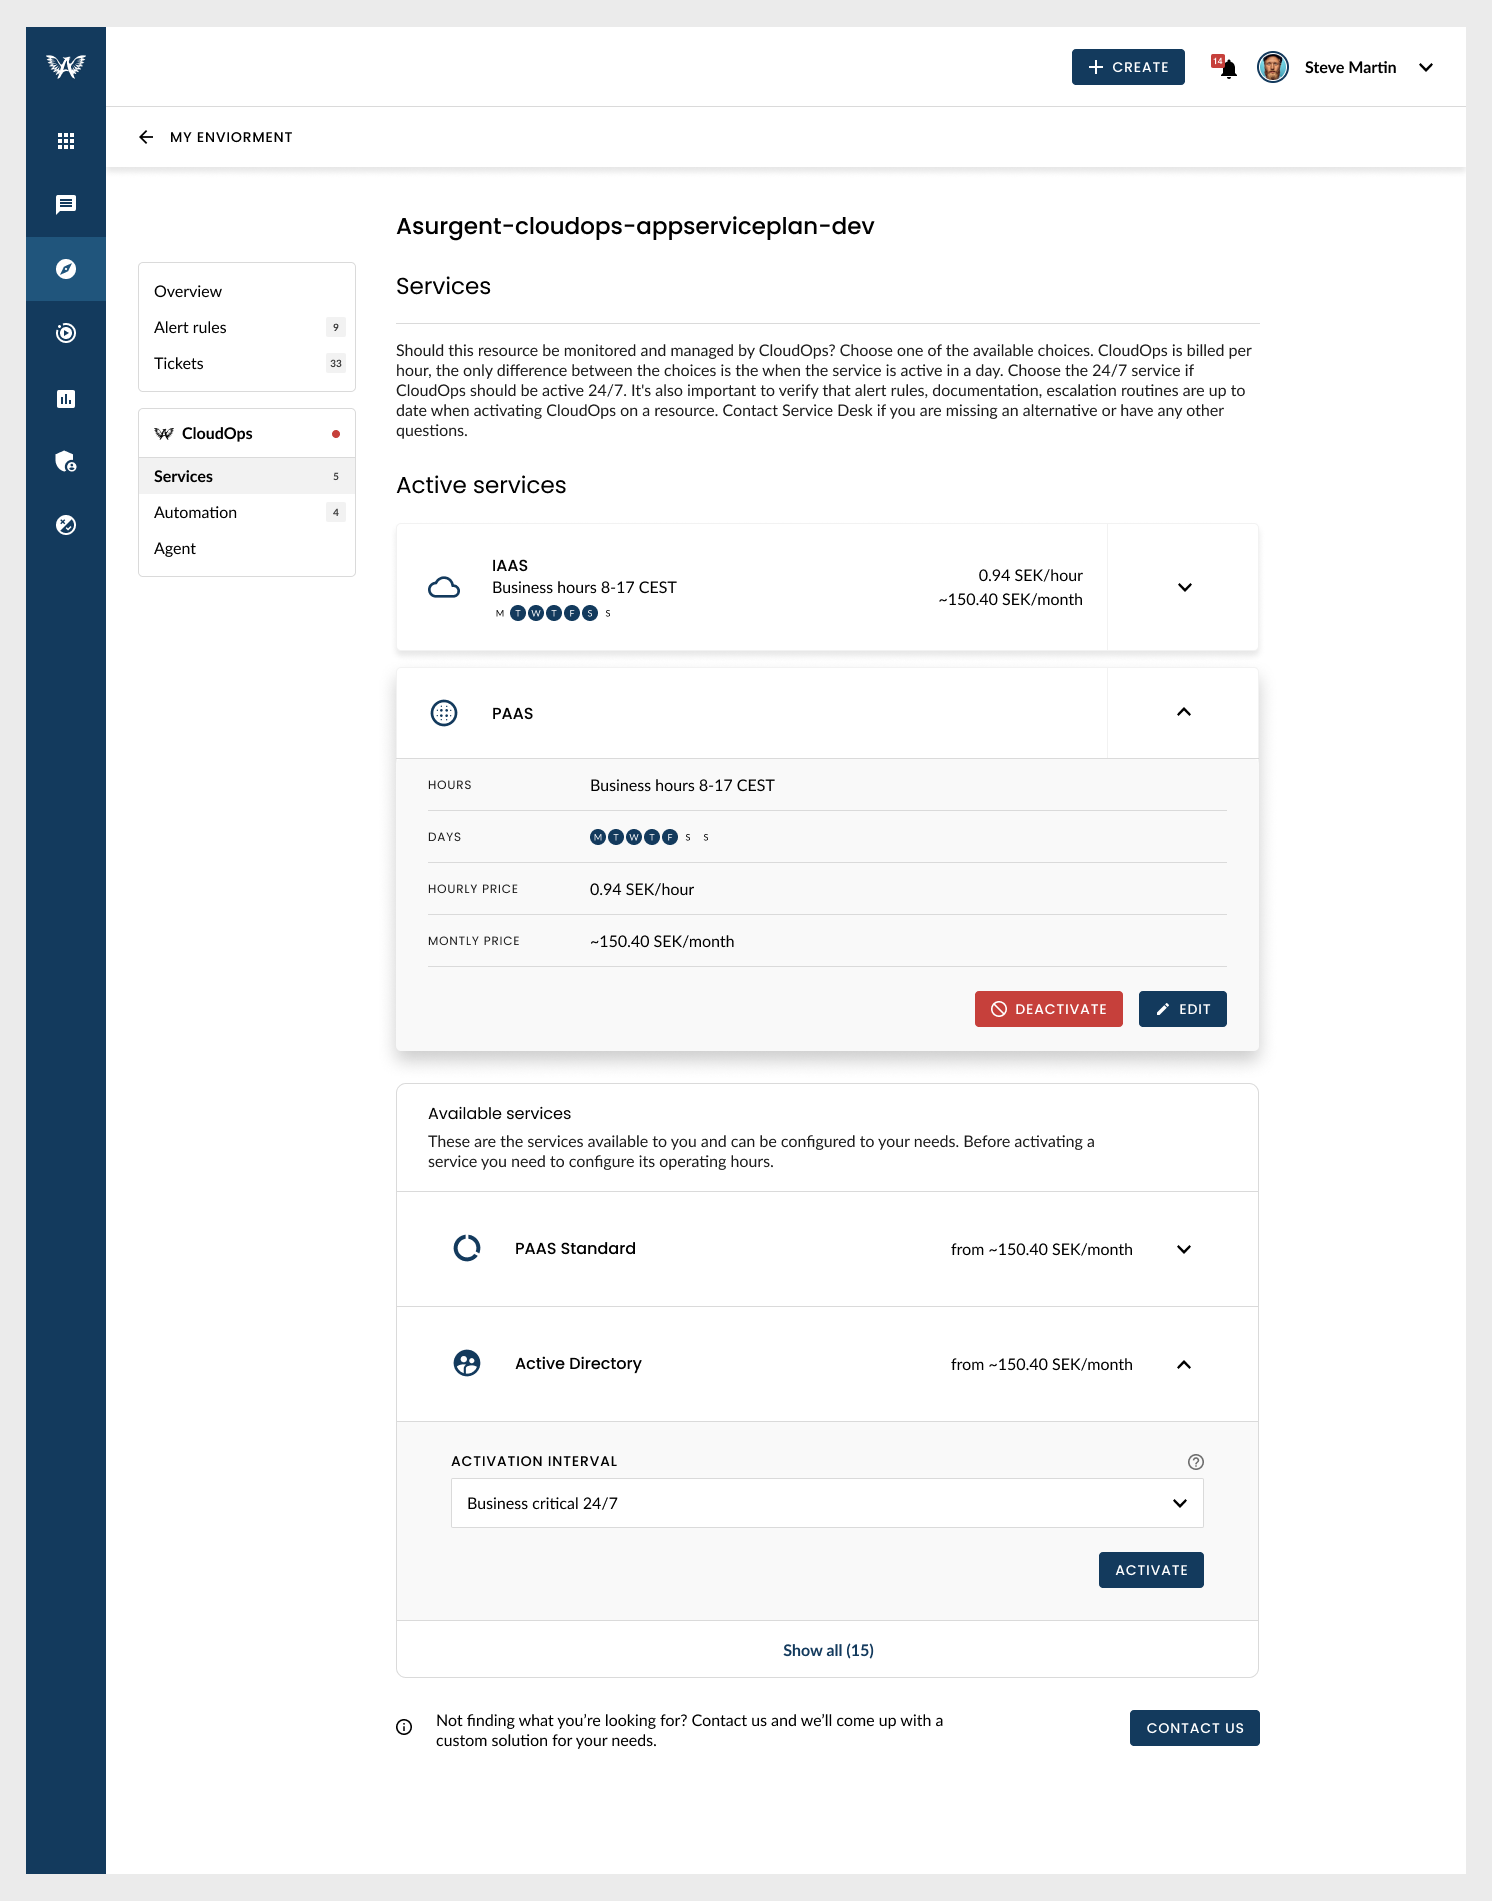 CREATE
14
Steve Martin
MY ENVIORMENT
Asurgent-cloudops-appserviceplan-dev
Overview
Alert rules 9
Tickets 33
CloudOps
Services 5
Automation 4
Agent
Services
Should this resource be monitored and managed by CloudOps? Choose one of the available choices. CloudOps is billed per
hour, the only difference between the choices is the when the service is active in a day. Choose the 24/7 service if
CloudOps should be active 24/7. It's also important to verify that alert rules, documentation, escalation routines are up to
date when activating CloudOps on a resource. Contact Service Desk if you are missing an alternative or have any other
questions.
Active services
IAAS
Business hours 8-17 CEST
M T W T F S S
0.94 SEK/hour
~150.40 SEK/month
PAAS
HOURS Business hours 8-17 CEST
DAYS M T W T F S S
HOURLY PRICE 0.94 SEK/hour
MONTLY PRICE ~150.40 SEK/month
DEACTIVATE EDIT
Available services
These are the services available to you and can be configured to your needs. Before activating a
service you need to configure its operating hours.
PAAS Standard from ~150.40 SEK/month
Active Directory from ~150.40 SEK/month
ACTIVATION INTERVAL
Business critical 24/7
ACTIVATE
Show all (15)
Not finding what you’re looking for? Contact us and we’ll come up with a
custom solution for your needs.
CONTACT US